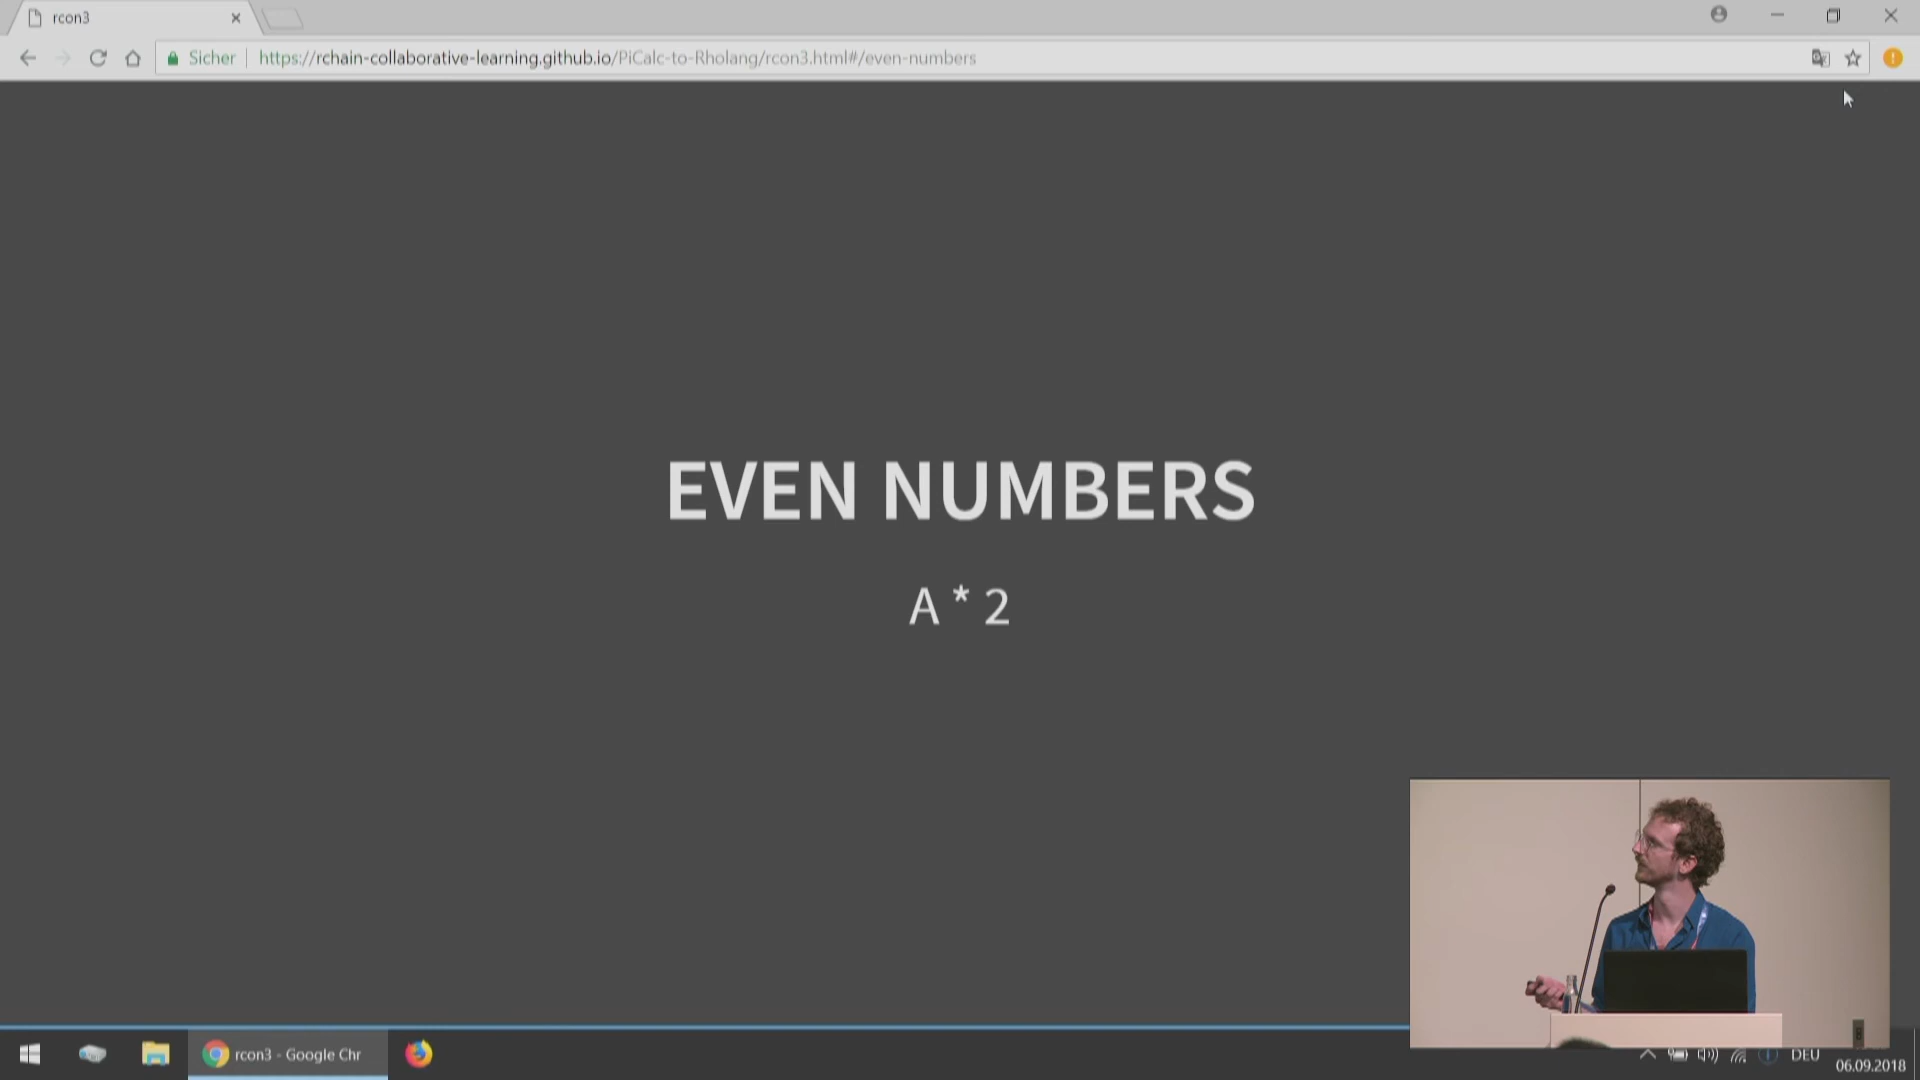 rcon3
Sicher
https://rchain-collaborative-learning.github.io/PiCalc-to-Rholang/rcon3.html#/even-numbers
EVEN NUMBERS
A * 2
rcon3 - Google Chr
DEU
06.09.2018